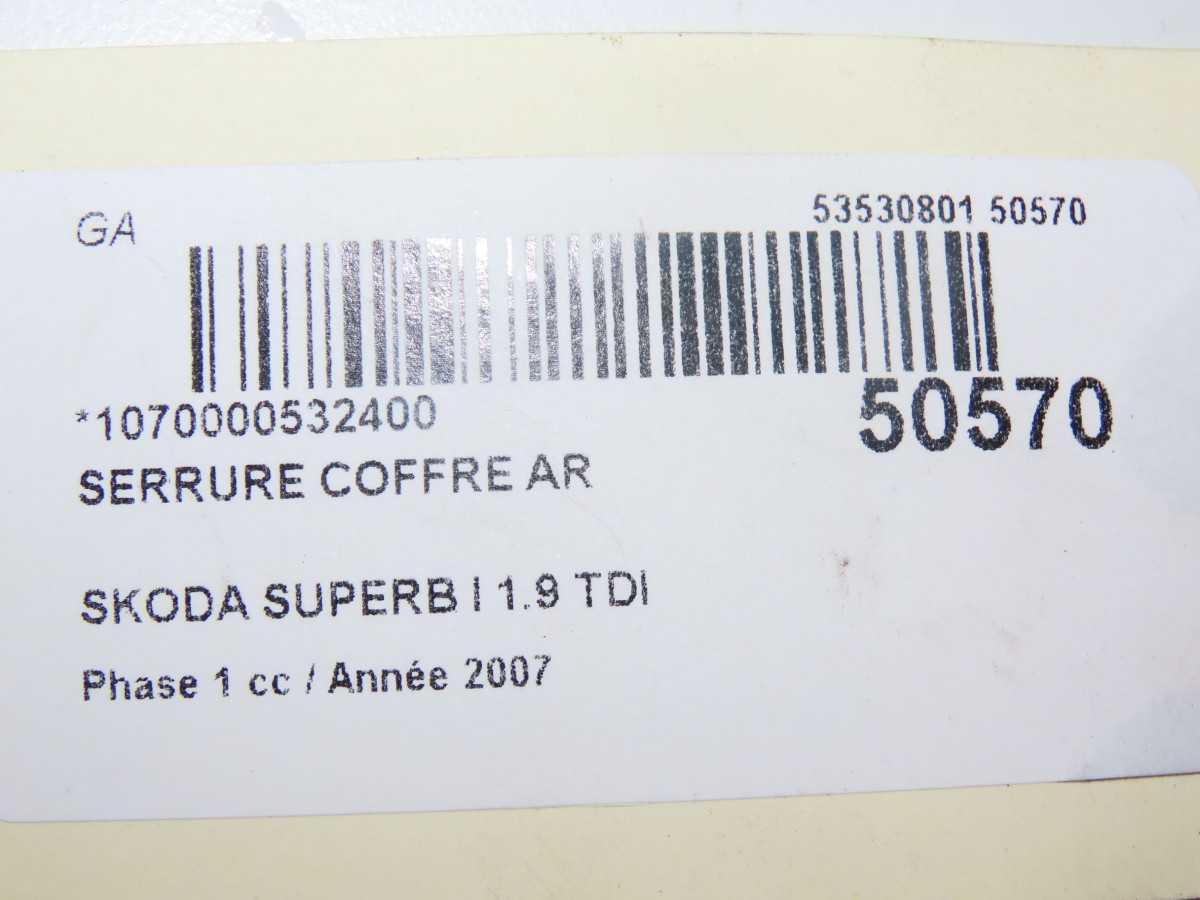 GA
53530801 50570
*1070000532400
50570
SERRURE COFFRE AR
SKODA SUPERB I 1.9 TDI
Phase 1 cc / Année 2007